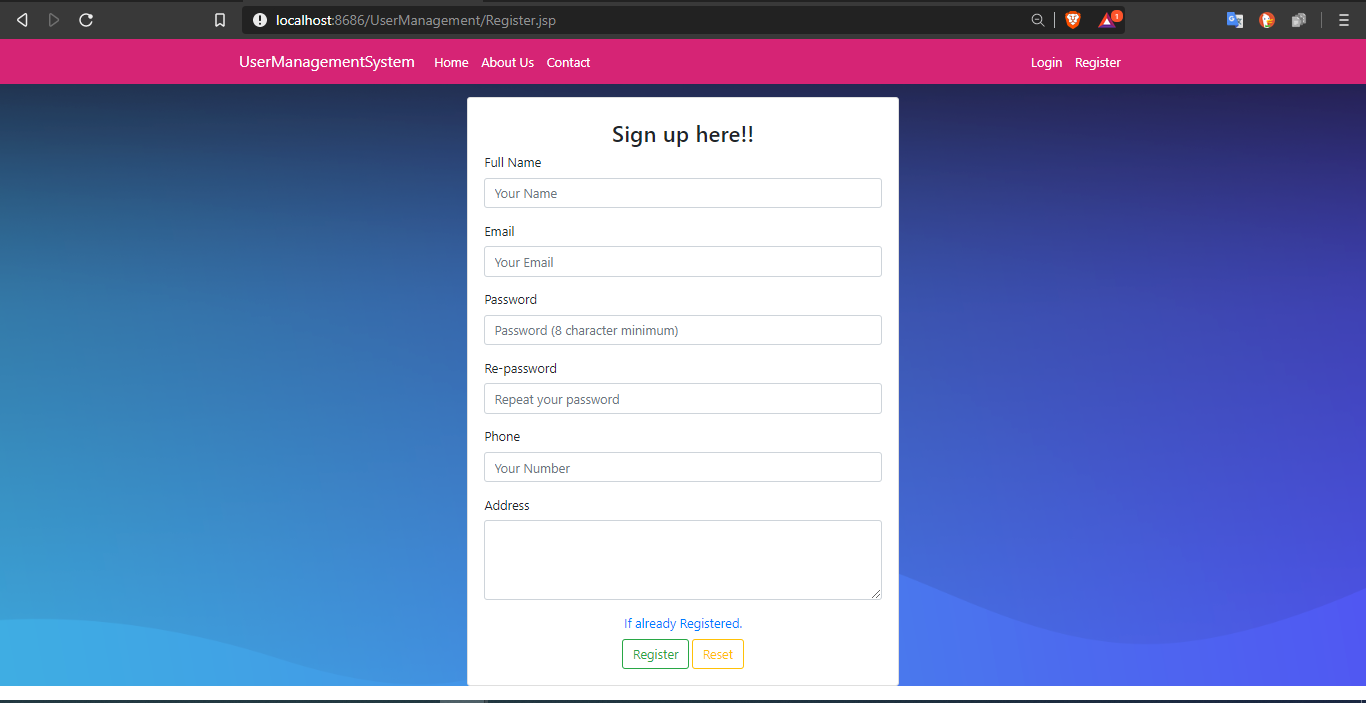 localhost:8686/UserManagement/Register.jsp
1
UserManagementSystem Home About Us Contact Login Register
Sign up here!!
Full Name
Your Name
Email
Your Email
Password
Password (8 character minimum)
Re-password
Repeat your password
Phone
Your Number
Address
If already Registered.
Register Reset